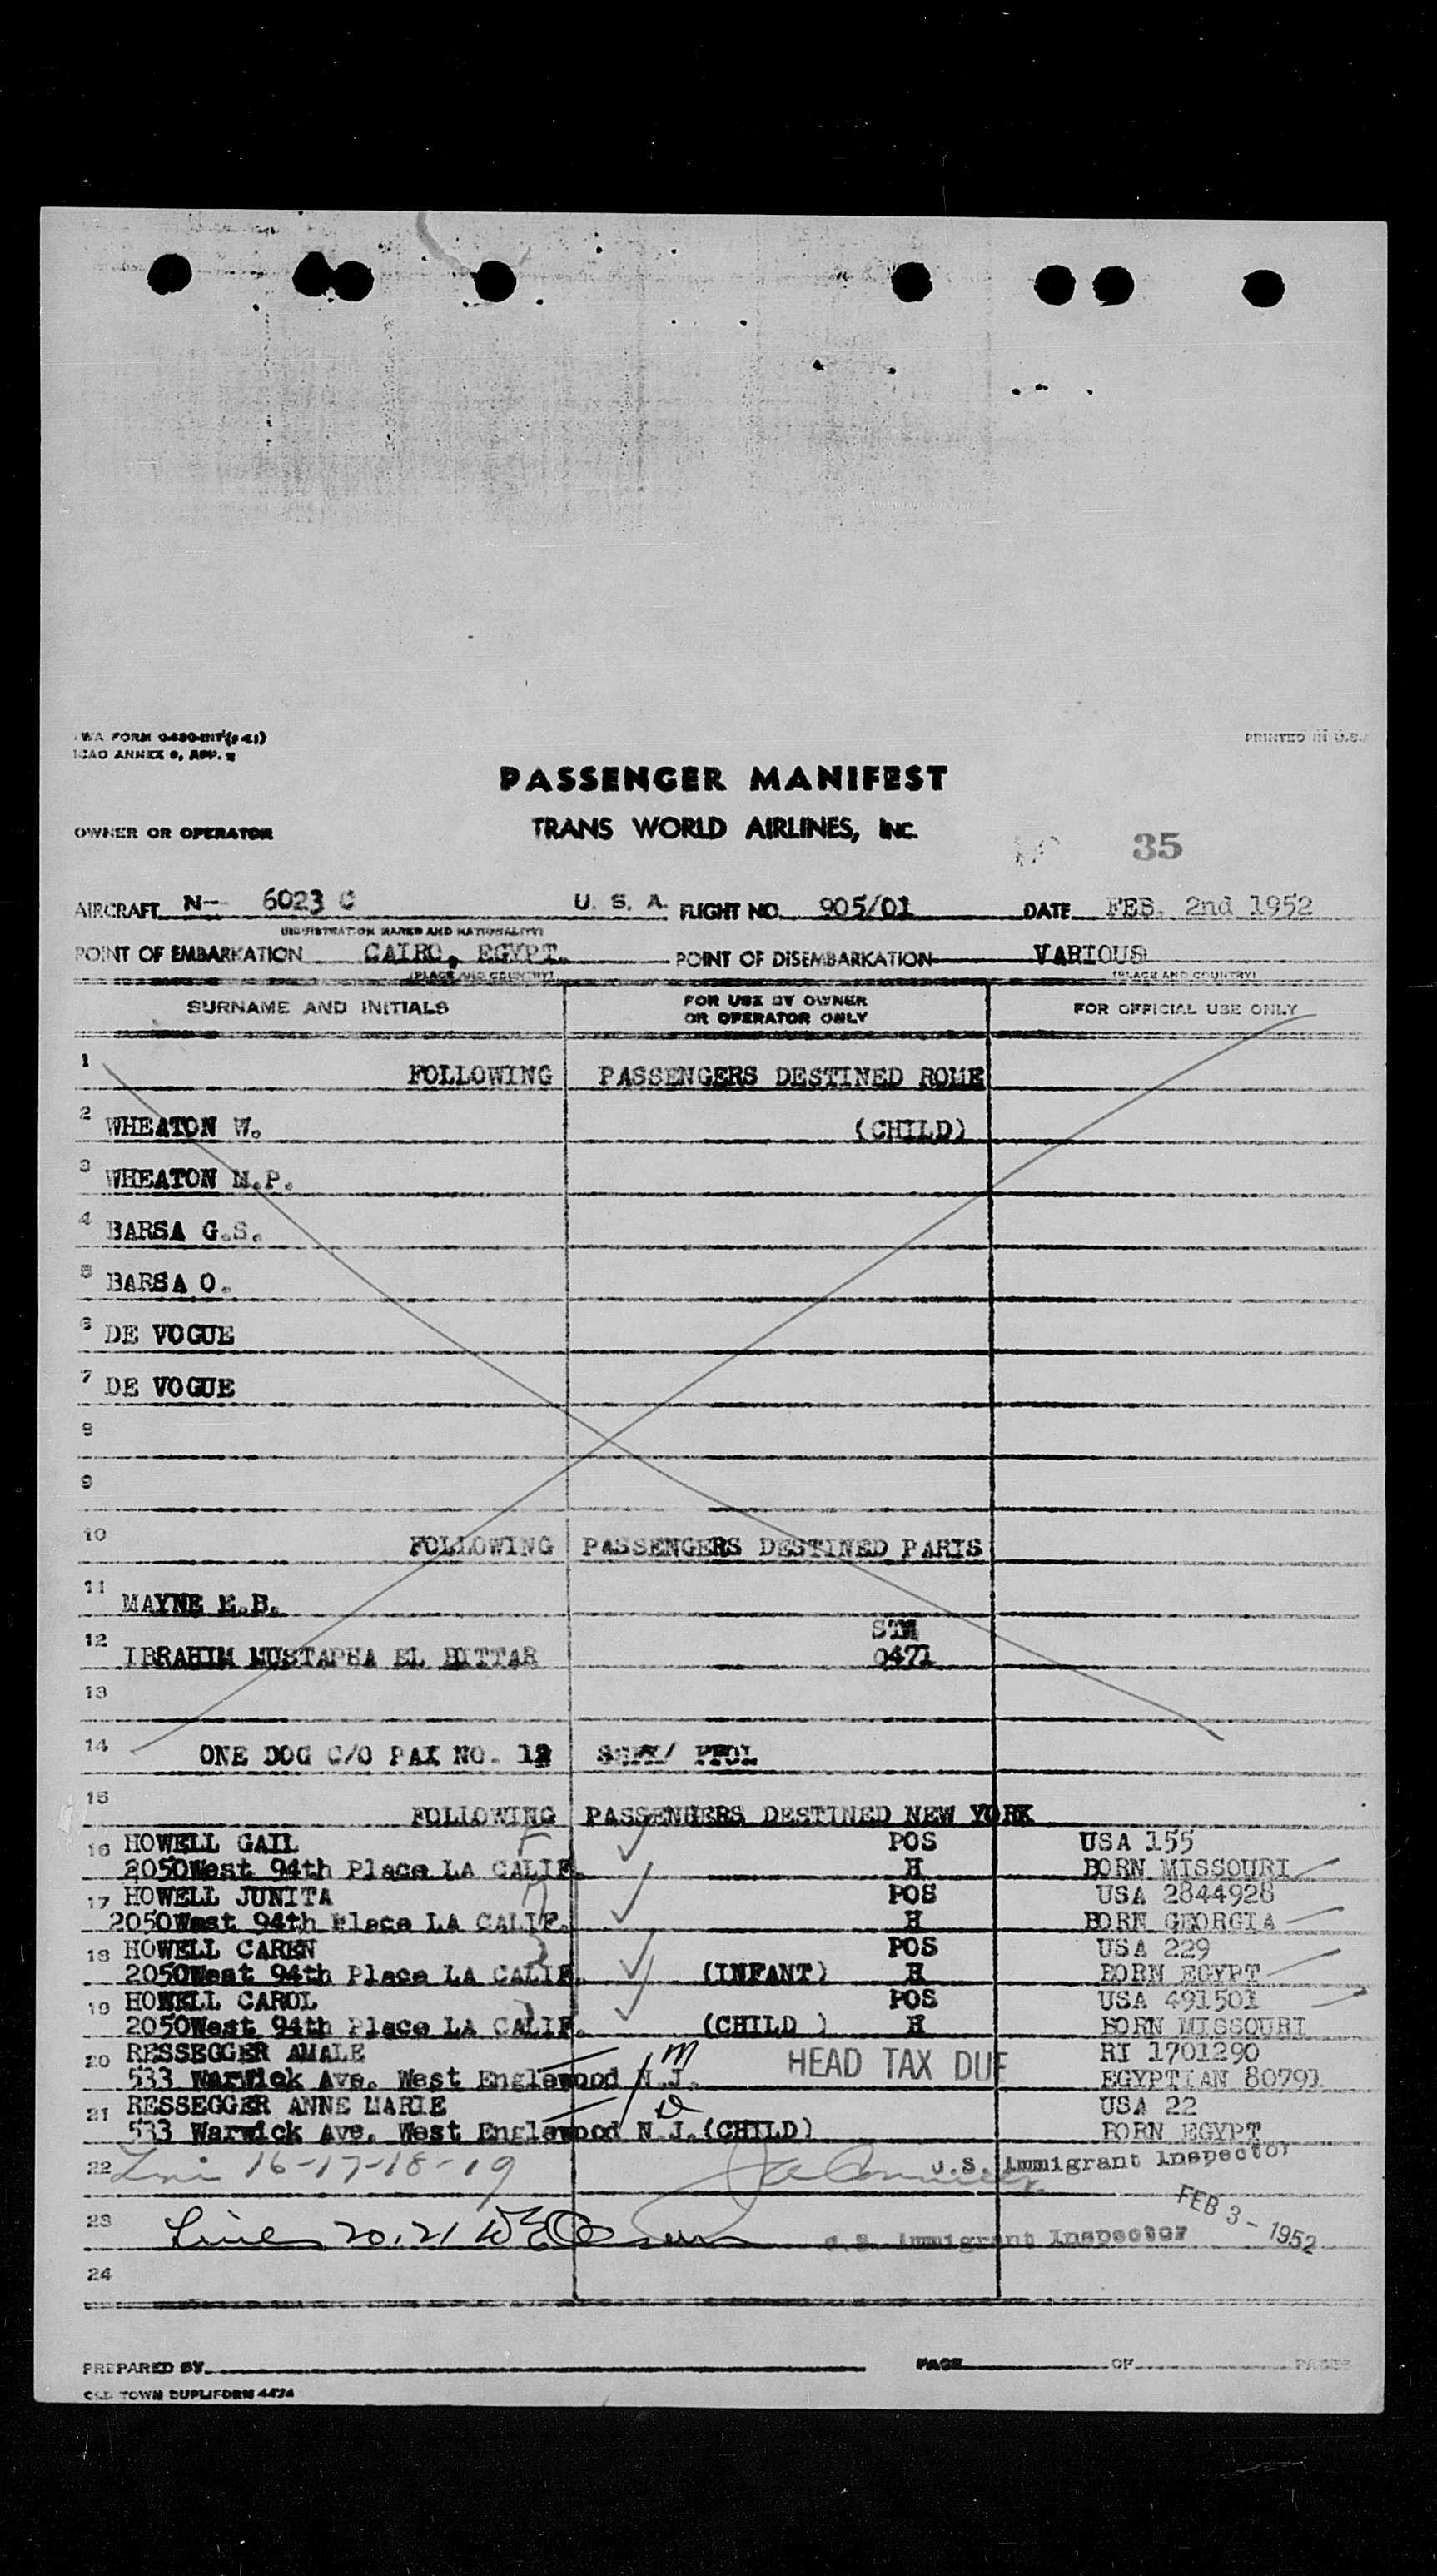 TWA FORM
ICAO ANNEX 9, APP. 2
PRINTED IN U.S.A
PASSENGER MANIFEST
OWNER OR OPERATOR TRANS WORLD AIRLINES, INC. 35
AIRCRAFT N- 6023 C U. S. A. FLIGHT NO. 905/01 DATE FEB. 2nd 1952
(REGISTRATION MARKS AND NATIONALITY)
POINT OF EMBARKATION CAIRO, EGYPT. POINT OF DISEMBARKATION VARIOUS
(PLACE AND COUNTRY) (PLACE AND COUNTRY)
SURNAME AND INITIALS FOR USE BY OWNER OR OPERATOR ONLY FOR OFFICIAL USE ONLY
1 FOLLOWING PASSENGERS DESTINED ROME
2 WHEATON W. (CHILD)
3 WHEATON M.P.
4 BARSA G.S.
5 BARSA O.
6 DE VOGUE
7 DE VOGUE
8
9
10 FOLLOWING PASSENGERS DESTINED PARIS
11 MAYNE E.B.
12 IBRAHIM MUSTAPHA EL HITTAR STM 0471
13
14 ONE DOG C/O PAX NO. 12
15 FOLLOWING PASSENGERS DESTINED NEW YORK
16 HOWELL GAIL POS USA 155
2050West 94th Place LA CALIF. H BORN MISSOURI
17 HOWELL JUNITA POS USA 2844928
2050West 94th Place LA CALIF. H BORN GEORGIA
18 HOWELL CAREN POS USA 229
2050West 94th Place LA CALIF. (INFANT) H BORN EGYPT
19 HOWELL CAROL POS USA 491501
2050West 94th Place LA CALIF. (CHILD ) H BORN MISSOURI
20 RESSEGGER AMALE HEAD TAX DUE RI 1701290
533 Warwick Ave. West Englewood N.J. EGYPTIAN 80793
21 RESSEGGER ANNE MARIE USA 22
533 Warwick Ave. West Englewood N.J.(CHILD) BORN EGYPT
22 16-17-18-19 U.S. Immigrant Inspector
FEB 3 - 1952
23 Lines 20, 21 U.S. Immigrant Inspector
24
PREPARED BY PAGE OF PAGES
OLD TOWN DUPLIFORM 4474